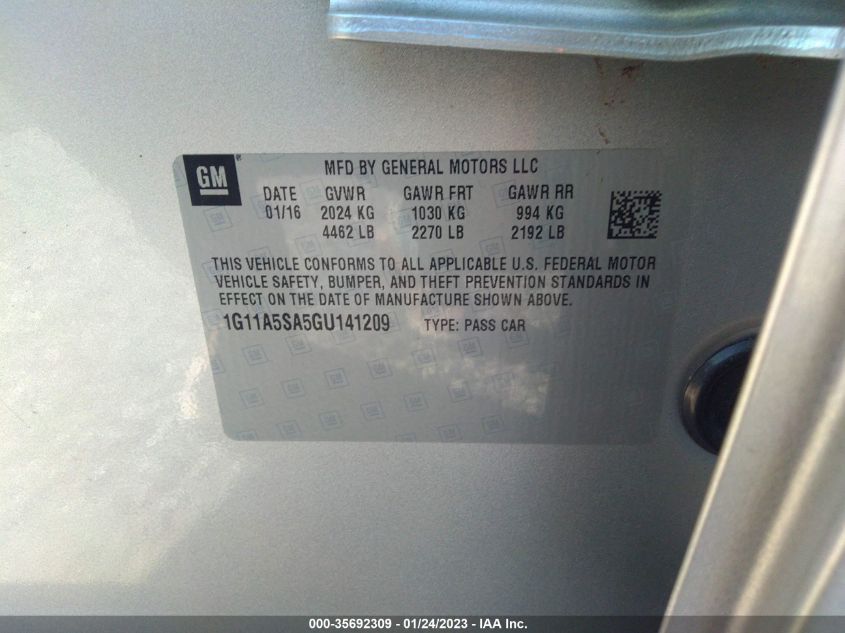 GM®
MFD BY GENERAL MOTORS LLC
DATE GVWR GAWR FRT GAWR RR
01/16 2024 KG 1030 KG 994 KG
4462 LB 2270 LB 2192 LB
THIS VEHICLE CONFORMS TO ALL APPLICABLE U.S. FEDERAL MOTOR
VEHICLE SAFETY, BUMPER, AND THEFT PREVENTION STANDARDS IN
EFFECT ON THE DATE OF MANUFACTURE SHOWN ABOVE.
1G11A5SA5GU141209 TYPE: PASS CAR
000-35692309 - 01/24/2023 - IAA Inc.